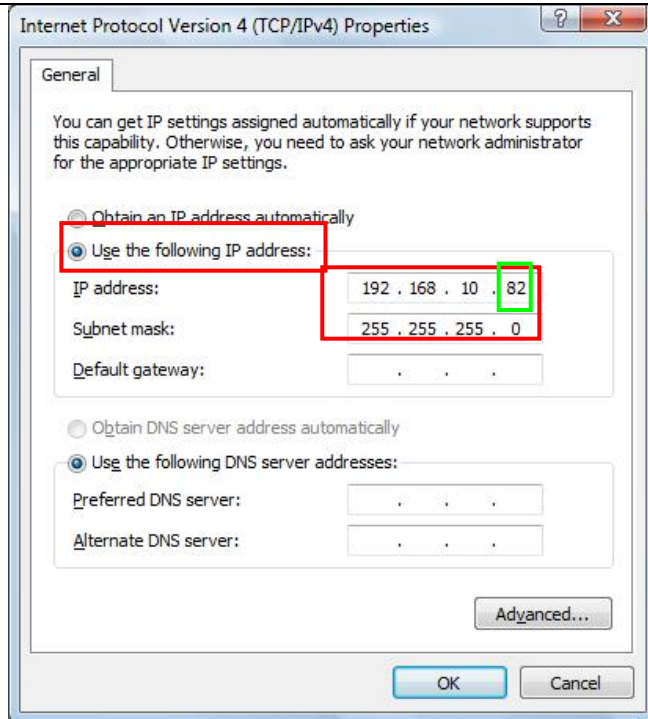 Internet Protocol Version 4 (TCP/IPv4) Properties
?
X
General
You can get IP settings assigned automatically if your network supports
this capability. Otherwise, you need to ask your network administrator
for the appropriate IP settings.
Obtain an IP address automatically
Use the following IP address:
IP address: 192 . 168 . 10 . 82
Subnet mask: 255 . 255 . 255 . 0
Default gateway: . . .
Obtain DNS server address automatically
Use the following DNS server addresses:
Preferred DNS server: . . .
Alternate DNS server: . . .
Advanced...
OK Cancel